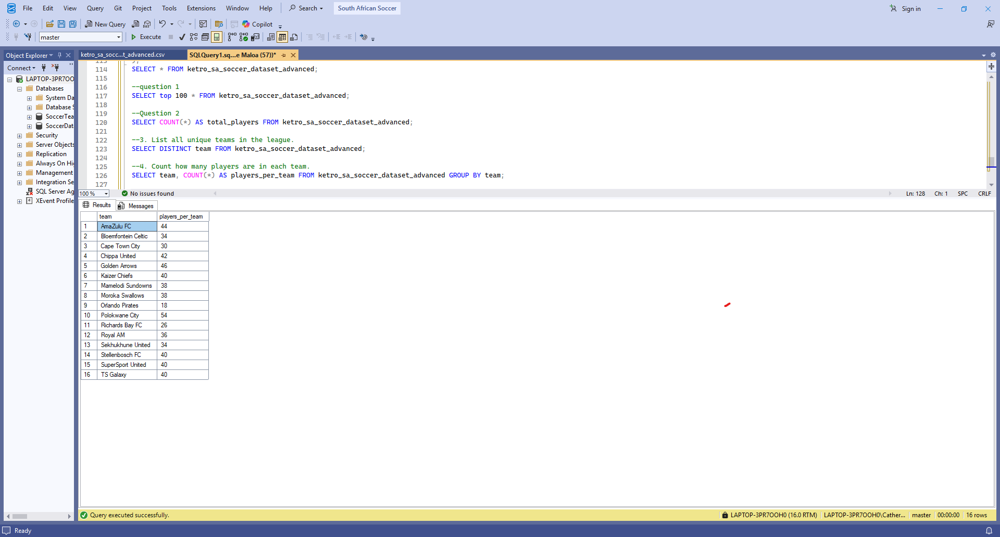 File Edit View Query Git Project Tools Extensions Window Help Search South African Soccer Sign in
New Query DAX Copilot
master Execute
Object Explorer ketro_sa_socc...t_advanced.csv SQLQuery1.sq...e Maloa (57))*
Connect
LAPTOP-3PR7OO
Databases
System Da
Database S
SoccerTea
SoccerDat
Security
Server Objects
Replication
Always On Hi
Management
Integration Se
SQL Server Ag
XEvent Profile
113 );
114 SELECT * FROM ketro_sa_soccer_dataset_advanced;
115
116 --question 1
117 SELECT top 100 * FROM ketro_sa_soccer_dataset_advanced;
118
119 --Question 2
120 SELECT COUNT(*) AS total_players FROM ketro_sa_soccer_dataset_advanced;
121
122 --3. List all unique teams in the league.
123 SELECT DISTINCT team FROM ketro_sa_soccer_dataset_advanced;
124
125 --4. Count how many players are in each team.
126 SELECT team, COUNT(*) AS players_per_team FROM ketro_sa_soccer_dataset_advanced GROUP BY team;
127
100 % No issues found Ln: 128 Ch: 1 SPC CRLF
Results Messages
team players_per_team
1 AmaZulu FC 44
2 Bloemfontein Celtic 34
3 Cape Town City 30
4 Chippa United 42
5 Golden Arrows 46
6 Kaizer Chiefs 40
7 Mamelodi Sundowns 38
8 Moroka Swallows 38
9 Orlando Pirates 18
10 Polokwane City 54
11 Richards Bay FC 26
12 Royal AM 36
13 Sekhukhune United 34
14 Stellenbosch FC 40
15 SuperSport United 40
16 TS Galaxy 40
Query executed successfully. LAPTOP-3PR7OOH0 (16.0 RTM) LAPTOP-3PR7OOH0\Cather... master 00:00:00 16 rows
Ready